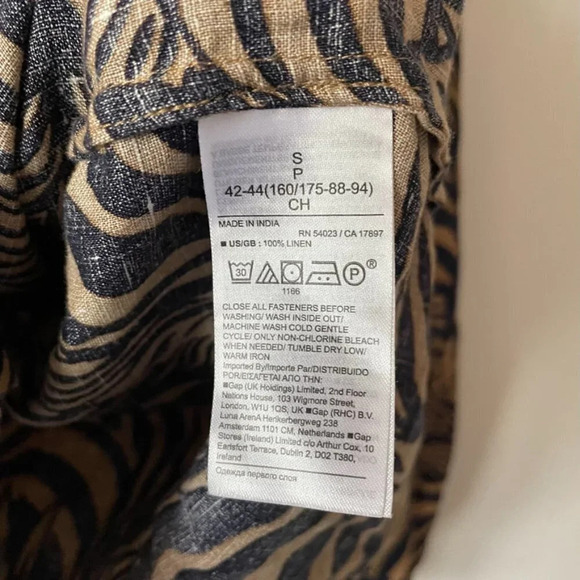 S
P
42-44(160/175-88-94)
CH
MADE IN INDIA
RN 54023 / CA 17897
■ US/GB : 100% LINEN
30 P ®
1166
CLOSE ALL FASTENERS BEFORE
WASHING/ WASH INSIDE OUT/
MACHINE WASH COLD GENTLE
CYCLE/ ONLY NON-CHLORINE BLEACH
WHEN NEEDED/ TUMBLE DRY LOW/
WARM IRON
Imported By/Importe Par/DISTRIBUIDO
POR/ΕΙΣΑΓΕΤΑΙ ΑΠΟ ΤΗΝ:
■Gap (UK Holdings) Limited, 2nd Floor
Nations House, 103 Wigmore Street,
London, W1U 1QS, UK ■Gap (RHC) B.V.
Luna ArenA Herikerbergweg 238
Amsterdam 1101 CM, Netherlands ■Gap
Stores (Ireland) Limited c/o Arthur Cox, 10
Earlsfort Terrace, Dublin 2, D02 T380,
Ireland
Одежда первого слоя